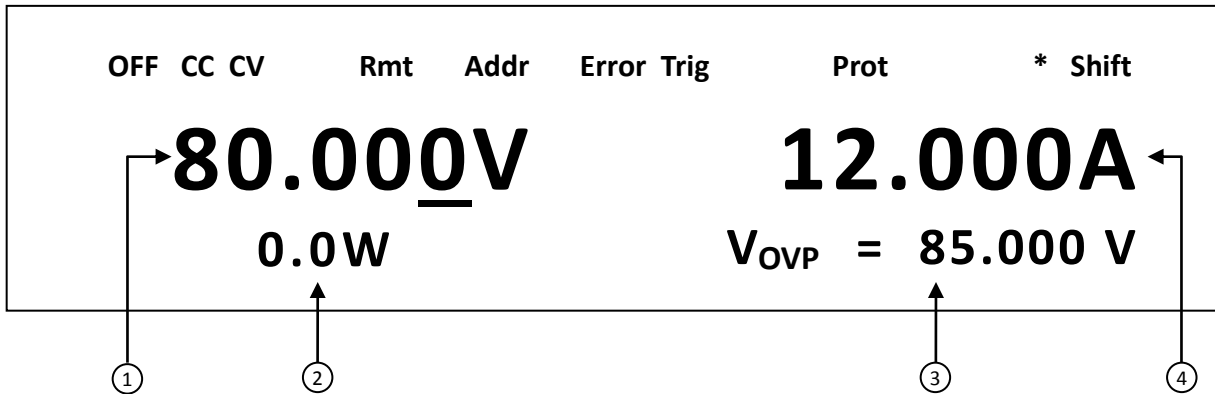 OFF CC CV Rmt Addr Error Trig Prot * Shift
80.000V 12.000A
0.0W VOVP = 85.000 V
1 2 3 4